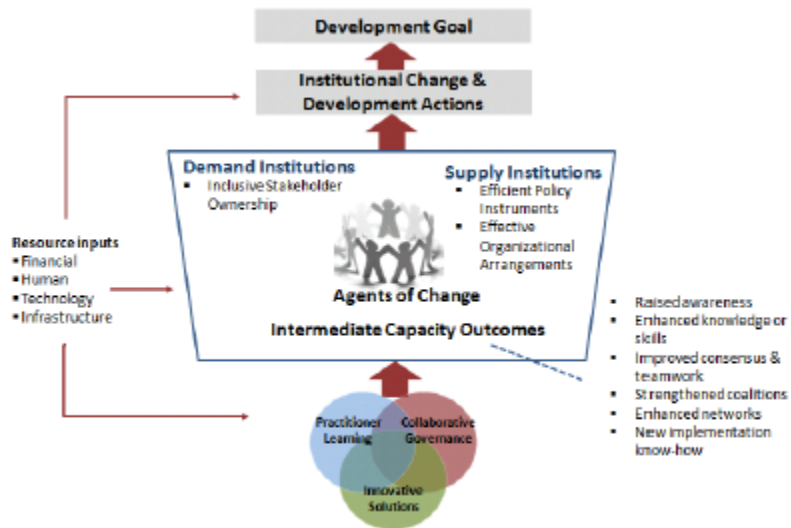 Development Goal
Institutional Change &
Development Actions
Demand Institutions
▪ Inclusive Stakeholder
Ownership
Supply Institutions
▪ Efficient Policy
Instruments
▪ Effective
Organizational
Arrangements
Agents of Change
Intermediate Capacity Outcomes
Resource inputs
▪Financial
▪Human
▪Technology
▪Infrastructure
▪ Raised awareness
▪ Enhanced knowledge or
skills
▪ Improved consensus &
teamwork
▪ Strengthened coalitions
▪ Enhanced networks
▪ New implementation
know-how
Practitioner
Learning
Collaborative
Governance
Innovative
Solutions